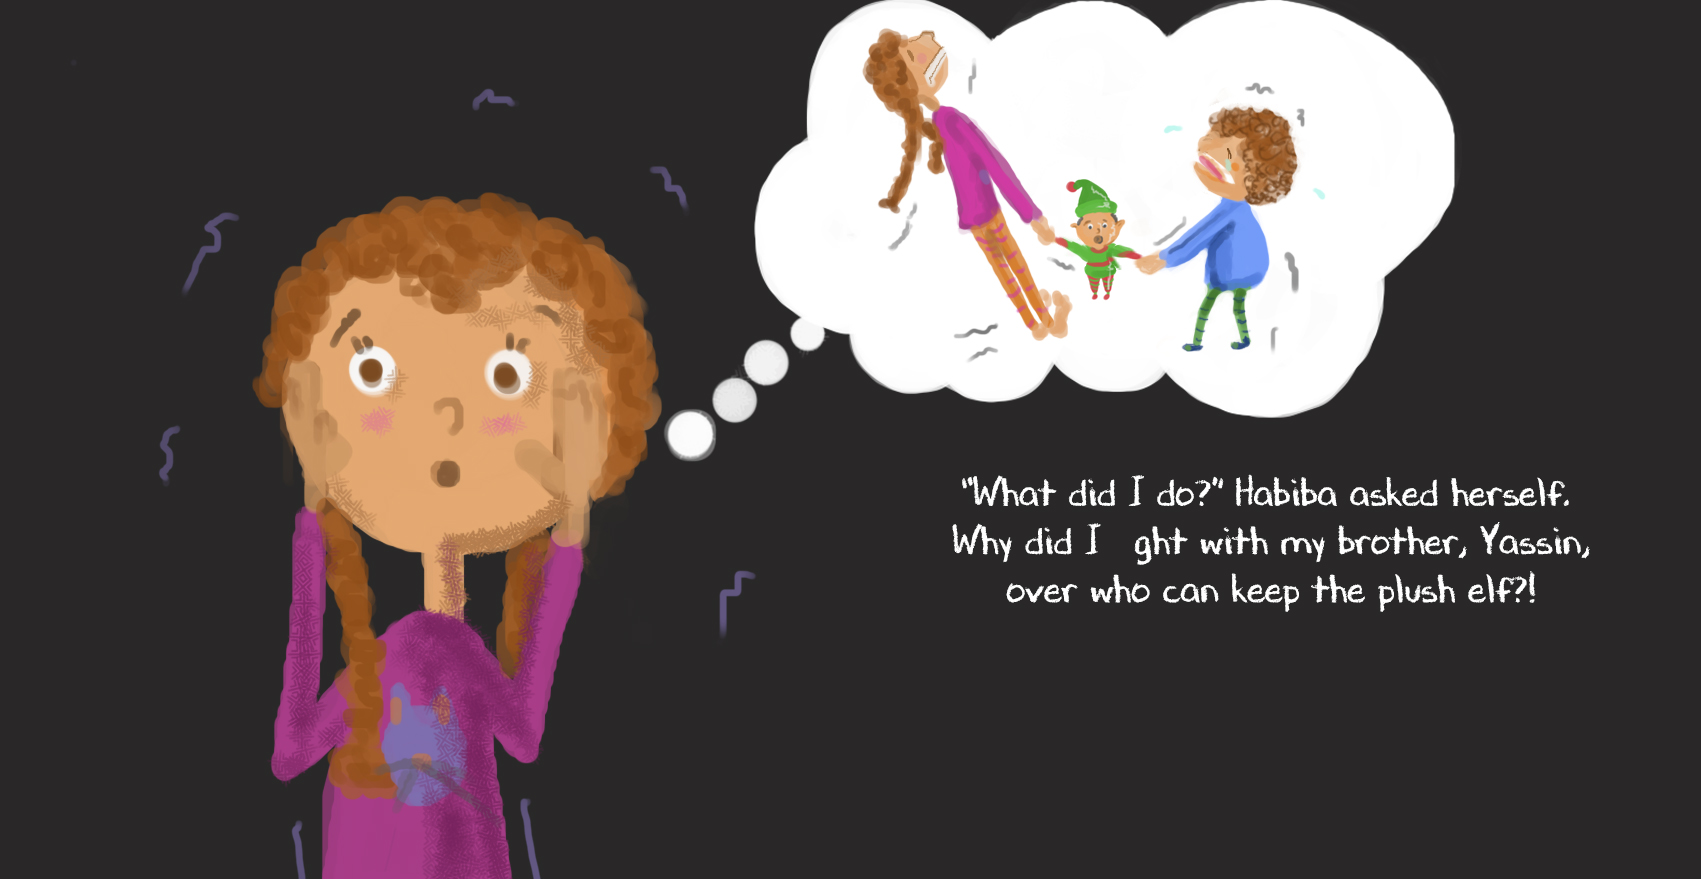 "What did I do?" Habiba asked herself.
Why did I ght with my brother, Yassin,
over who can keep the plush elf?!